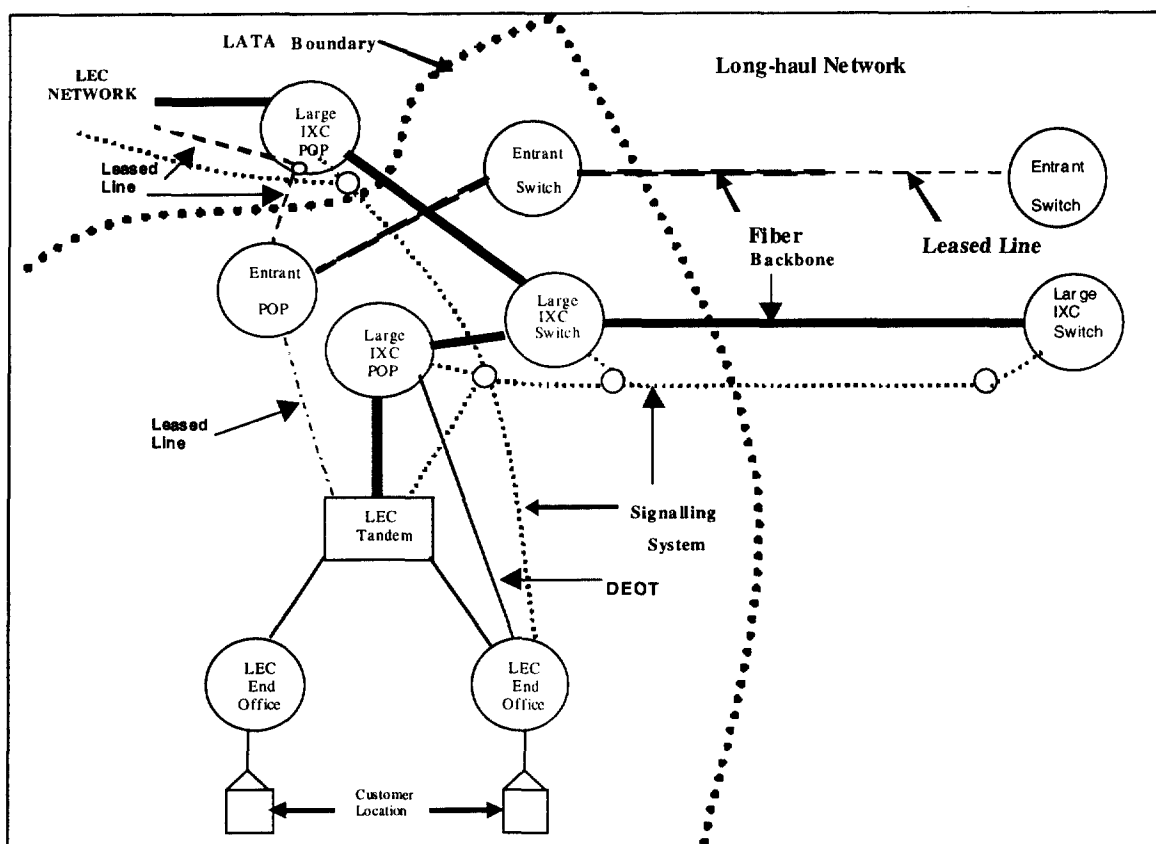 LATA Boundary
Long-haul Network
LEC
NETWORK
Large
IXC
POP
Entrant
Switch
Entrant
Switch
Leased
Line
Fiber
Backbone
Leased Line
Entrant
POP
Large
IXC
Switch
Large
IXC
Switch
Large
IXC
POP
Leased
Line
LEC
Tandem
Signalling
System
DEOT
LEC
End
Office
LEC
End
Office
Customer
Location